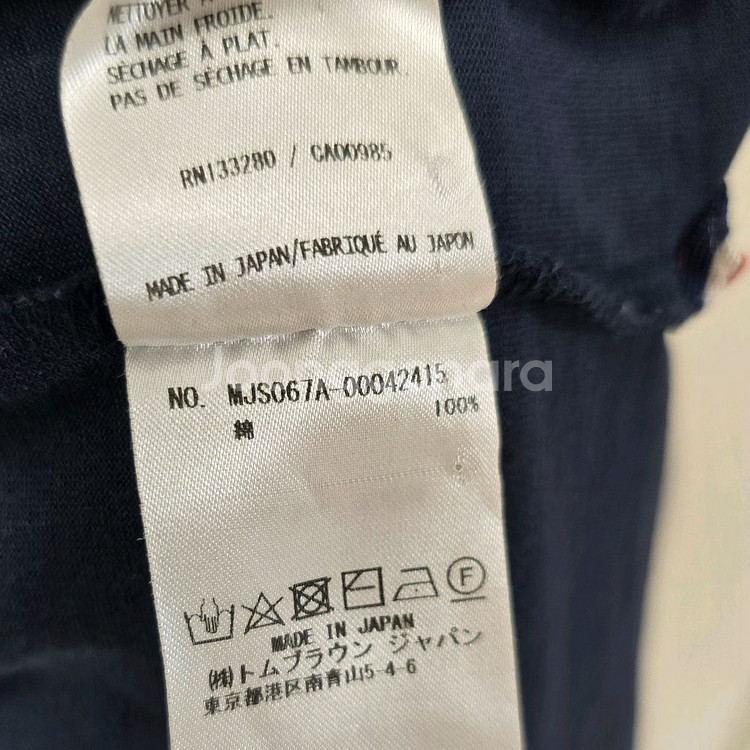 NETTOYER
LA MAIN FROIDE.
SÈCHAGE À PLAT.
PAS DE SÈCHAGE EN TAMBOUR.
RN133280 / CA00985
MADE IN JAPAN/FABRIQUÉ AU JAPON
NO. MJS067A-00042415
綿 100%
F
MADE IN JAPAN
㈱トムブラウン ジャパン
東京都港区南青山5-4-6